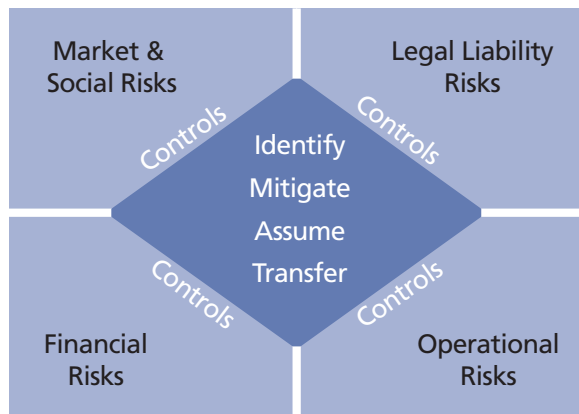 Market &
Social Risks
Legal Liability
Risks
Controls
Controls
Identify
Mitigate
Assume
Transfer
Controls
Controls
Financial
Risks
Operational
Risks